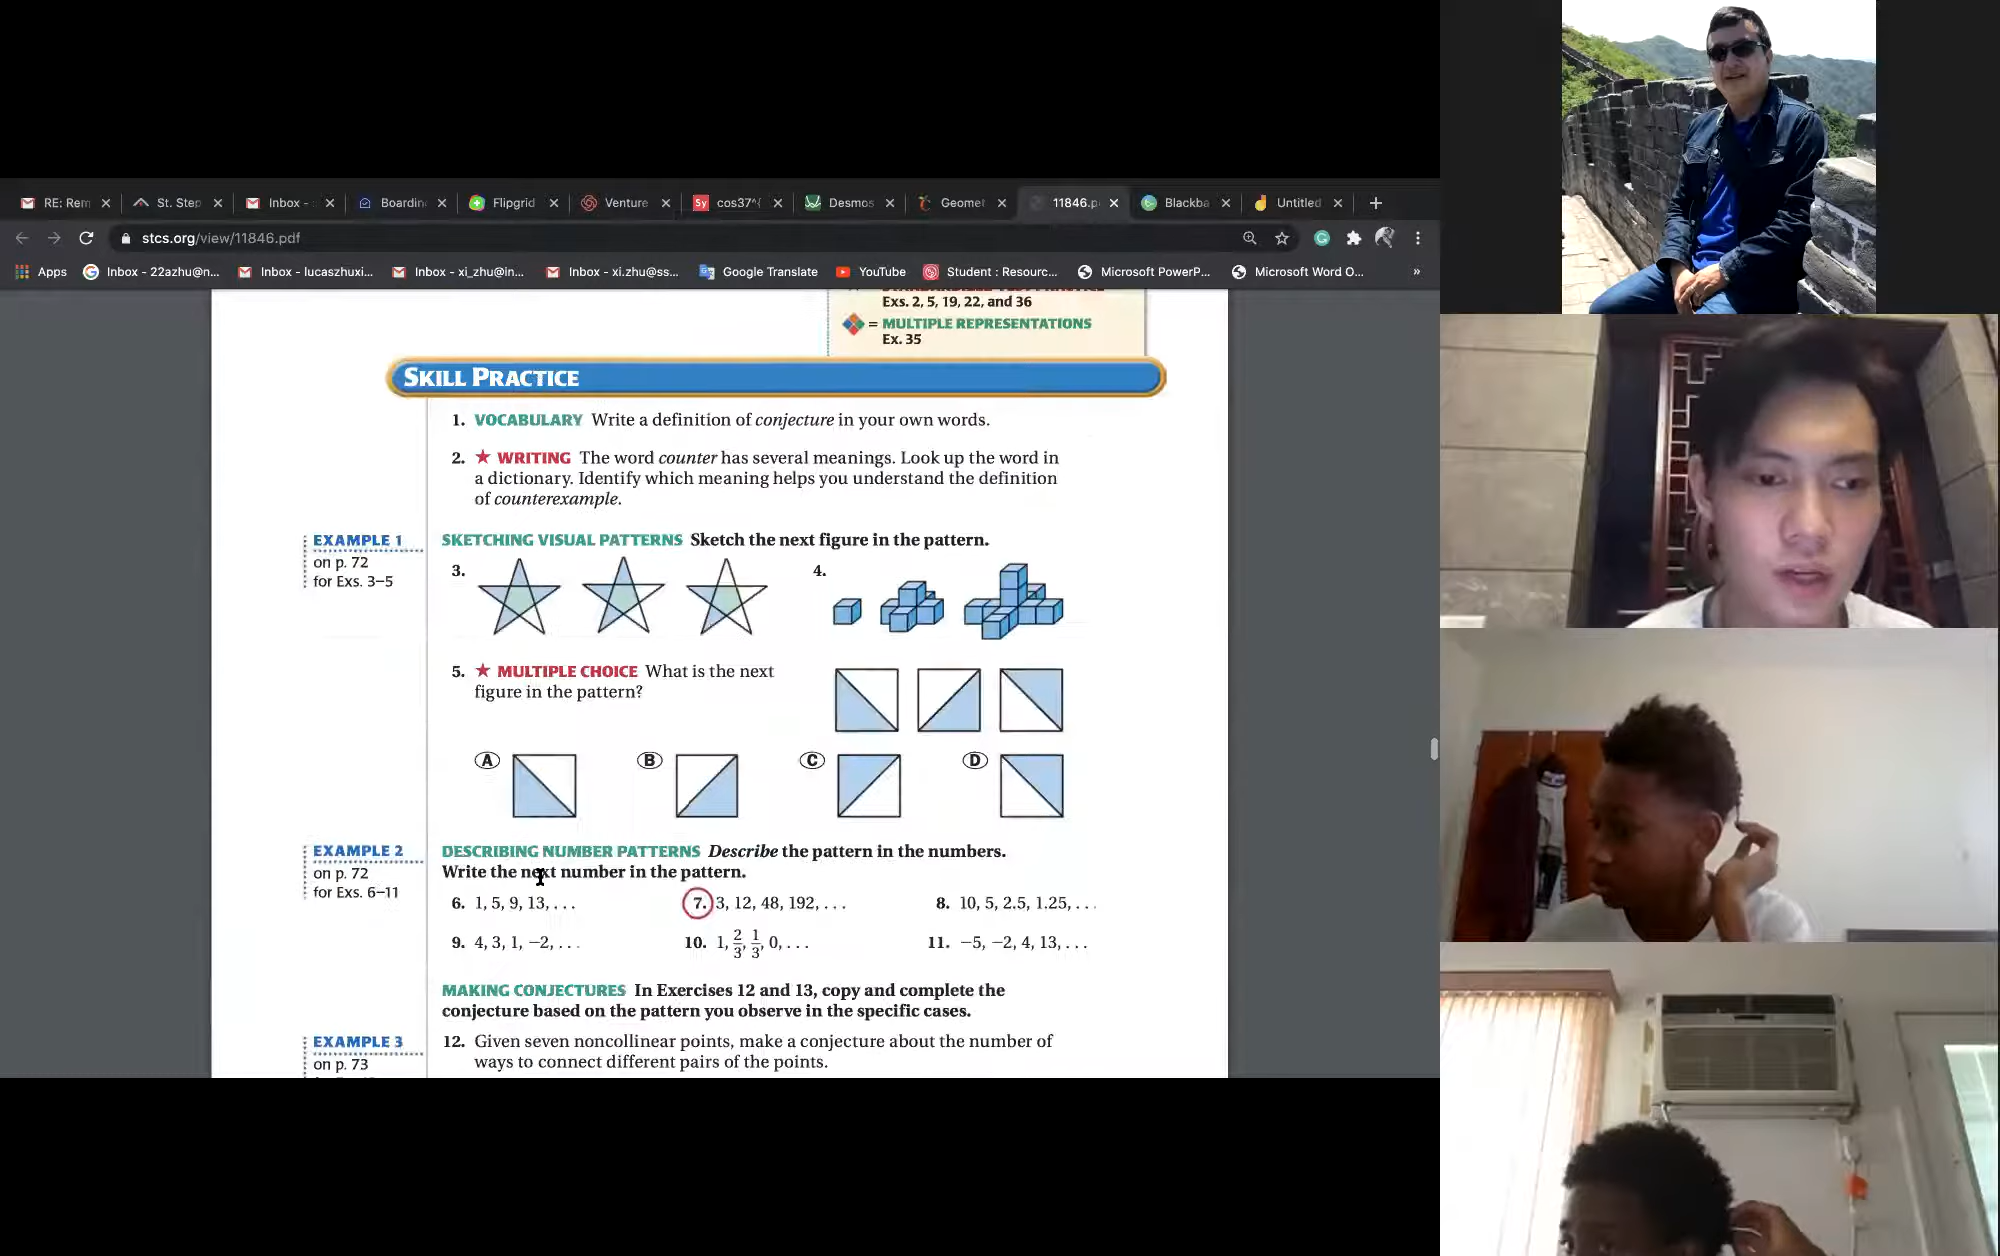 RE: Rem
St. Step
Inbox -
Boardin
Flipgrid
Venture
Sy cos37^(
Desmos
Geomet
11846.p
Blackba
Untitled
stcs.org/view/11846.pdf
Apps
Inbox - 22azhu@n...
Inbox - lucaszhuxi...
Inbox - xi_zhu@in...
Inbox - xi.zhu@ss...
Google Translate
YouTube
Student : Resourc...
Microsoft PowerP...
Microsoft Word O...
»
Exs. 2, 5, 19, 22, and 36
= MULTIPLE REPRESENTATIONS
Ex. 35
SKILL PRACTICE
1. VOCABULARY Write a definition of conjecture in your own words.
2. ★ WRITING The word counter has several meanings. Look up the word in
a dictionary. Identify which meaning helps you understand the definition
of counterexample.
EXAMPLE 1
on p. 72
for Exs. 3–5
SKETCHING VISUAL PATTERNS Sketch the next figure in the pattern.
3.
4.
5. ★ MULTIPLE CHOICE What is the next
figure in the pattern?
A
B
C
D
EXAMPLE 2
on p. 72
for Exs. 6–11
DESCRIBING NUMBER PATTERNS Describe the pattern in the numbers.
Write the next number in the pattern.
6. 1, 5, 9, 13, . . .
7. 3, 12, 48, 192, . . .
8. 10, 5, 2.5, 1.25, . . .
9. 4, 3, 1, −2, . . .
10. 1, 2/3, 1/3, 0, . . .
11. −5, −2, 4, 13, . . .
MAKING CONJECTURES In Exercises 12 and 13, copy and complete the
conjecture based on the pattern you observe in the specific cases.
EXAMPLE 3
on p. 73
12. Given seven noncollinear points, make a conjecture about the number of
ways to connect different pairs of the points.